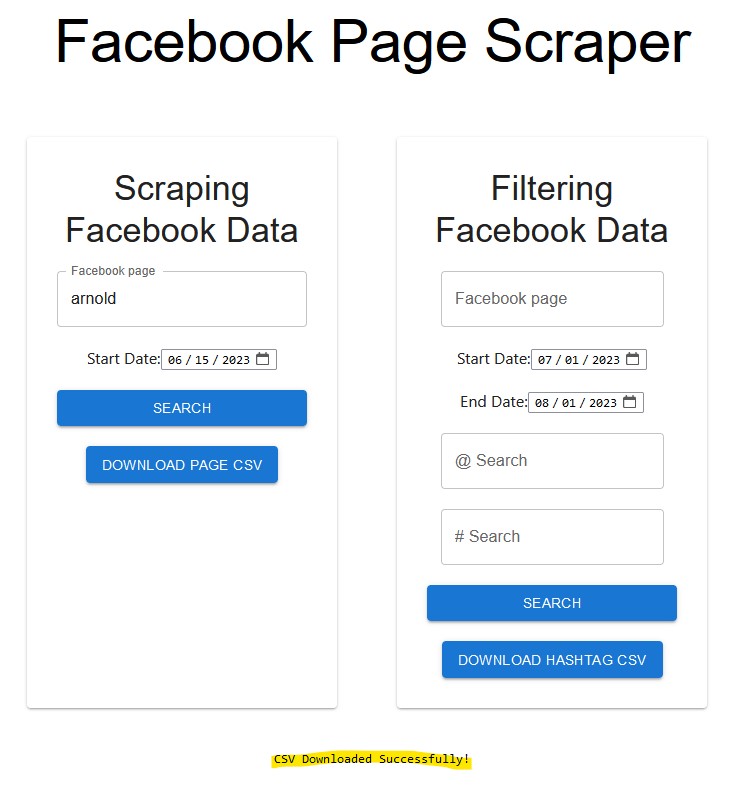 Facebook Page Scraper
Scraping
Facebook Data
Facebook page
arnold
Start Date: 06/15/2023
SEARCH
DOWNLOAD PAGE CSV
Filtering
Facebook Data
Facebook page
Start Date: 07/01/2023
End Date: 08/01/2023
@ Search
# Search
SEARCH
DOWNLOAD HASHTAG CSV
CSV Downloaded Successfully!